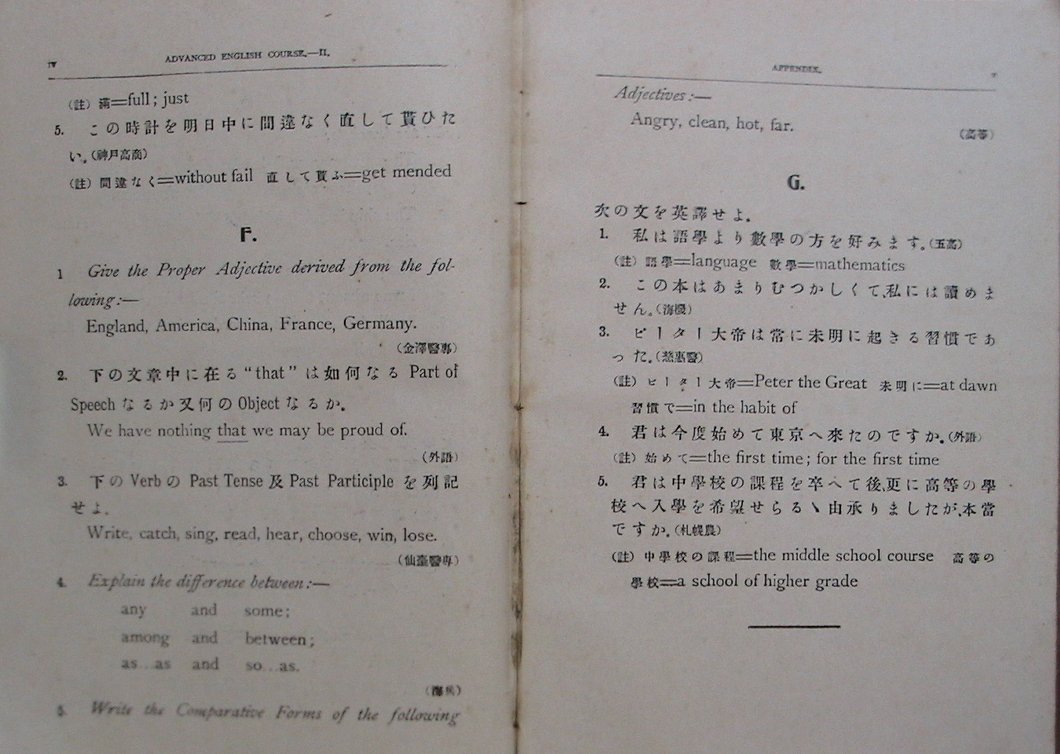 iv
ADVANCED ENGLISH COURSE.—II.
(註) 滿=full; just
5. この時計を明日中に間違なく直して貰ひた
い。(神戸高商)
(註) 間違なく=without fail 直して貰ふ=get mended
F.
1 Give the Proper Adjective derived from the fol-
lowing:—
England, America, China, France, Germany.
(金澤醫專)
2. 下の文章中に在る "that" は如何なる Part of
Speech なるか又何の Object なるか.
We have nothing that we may be proud of.
(外語)
3. 下の Verb の Past Tense 及 Past Participle を列記
せよ.
Write, catch, sing, read, hear, choose, win, lose.
(仙臺醫專)
4. Explain the difference between:—
any and some;
among and between;
as...as and so...as.
(海兵)
5. Write the Comparative Forms of the following
APPENDIX.
v
Adjectives:—
Angry, clean, hot, far.
(高等)
G.
次の文を英譯せよ.
1. 私は語學より數學の方を好みます。(五高)
(註) 語學=language 數學=mathematics
2. この本はあまりむつかしくて、私には讀めま
せん。(海機)
3. ピーター大帝は常に未明に起きる習慣であ
った。(慈惠醫)
(註) ピーター大帝=Peter the Great 未明に=at dawn
習慣で=in the habit of
4. 君は今度始めて東京へ來たのですか。(外語)
(註) 始めて=the first time; for the first time
5. 君は中學校の課程を卒へて後、更に高等の學
校へ入學を希望せらるゝ由承りましたが、本當
ですか。(札幌農)
(註) 中學校の課程=the middle school course 高等の
學校=a school of higher grade